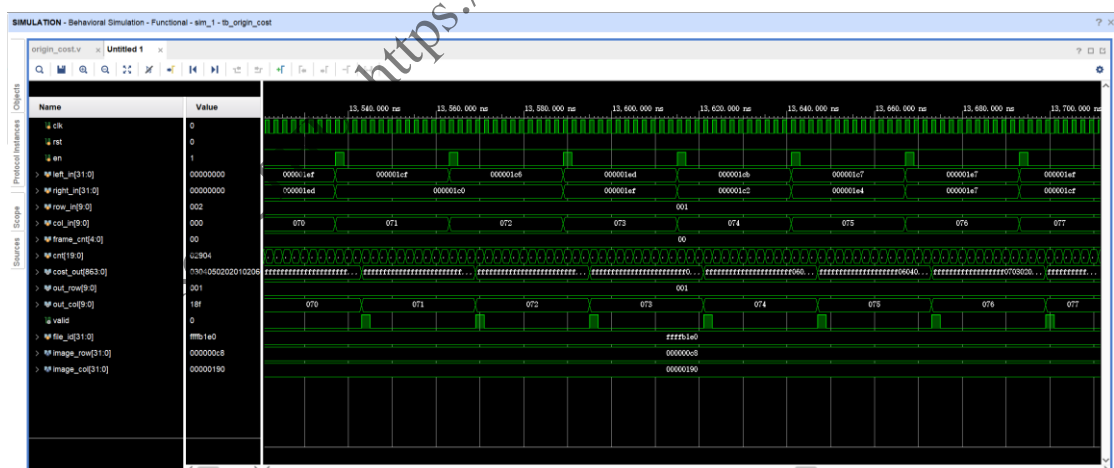 https:/
SIMULATION - Behavioral Simulation - Functional - sim_1 - tb_origin_cost ? ×
origin_cost.v × Untitled 1 ×
Objects
Protocol Instances
Scope
Sources
Name Value 13,540.000 ns 13,560.000 ns 13,580.000 ns 13,600.000 ns 13,620.000 ns 13,640.000 ns 13,660.000 ns 13,680.000 ns 13,700.000 ns
clk 0
rst 0
en 1
left_in[31:0] 00000000 000001ef 000001cf 000001c6 000001ed 000001cb 000001c7 000001e7 000001ef
right_in[31:0] 00000000 000001ed 000001c0 000001ef 000001c2 000001e4 000001e7 000001cf
row_in[9:0] 002 001
col_in[9:0] 000 070 071 072 073 074 075 076 077
frame_cnt[4:0] 00 00
cnt[19:0] 02904
cost_out[863:0] 0304050202010206
out_row[9:0] 001 001
out_col[9:0] 18f 070 071 072 073 074 075 076 077
valid 0
file_id[31:0] ffffb1e0 ffffb1e0
image_row[31:0] 000000c8 000000c8
image_col[31:0] 00000190 00000190